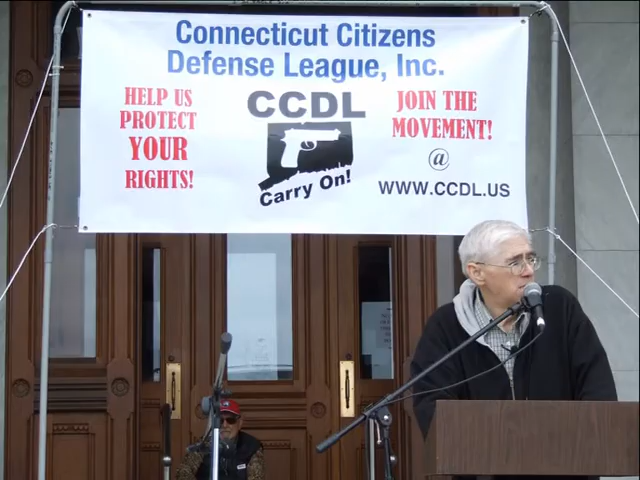 Connecticut Citizens
Defense League, Inc.
HELP US
PROTECT
YOUR
RIGHTS!
CCDL
Carry On!
JOIN THE
MOVEMENT!
@
WWW.CCDL.US